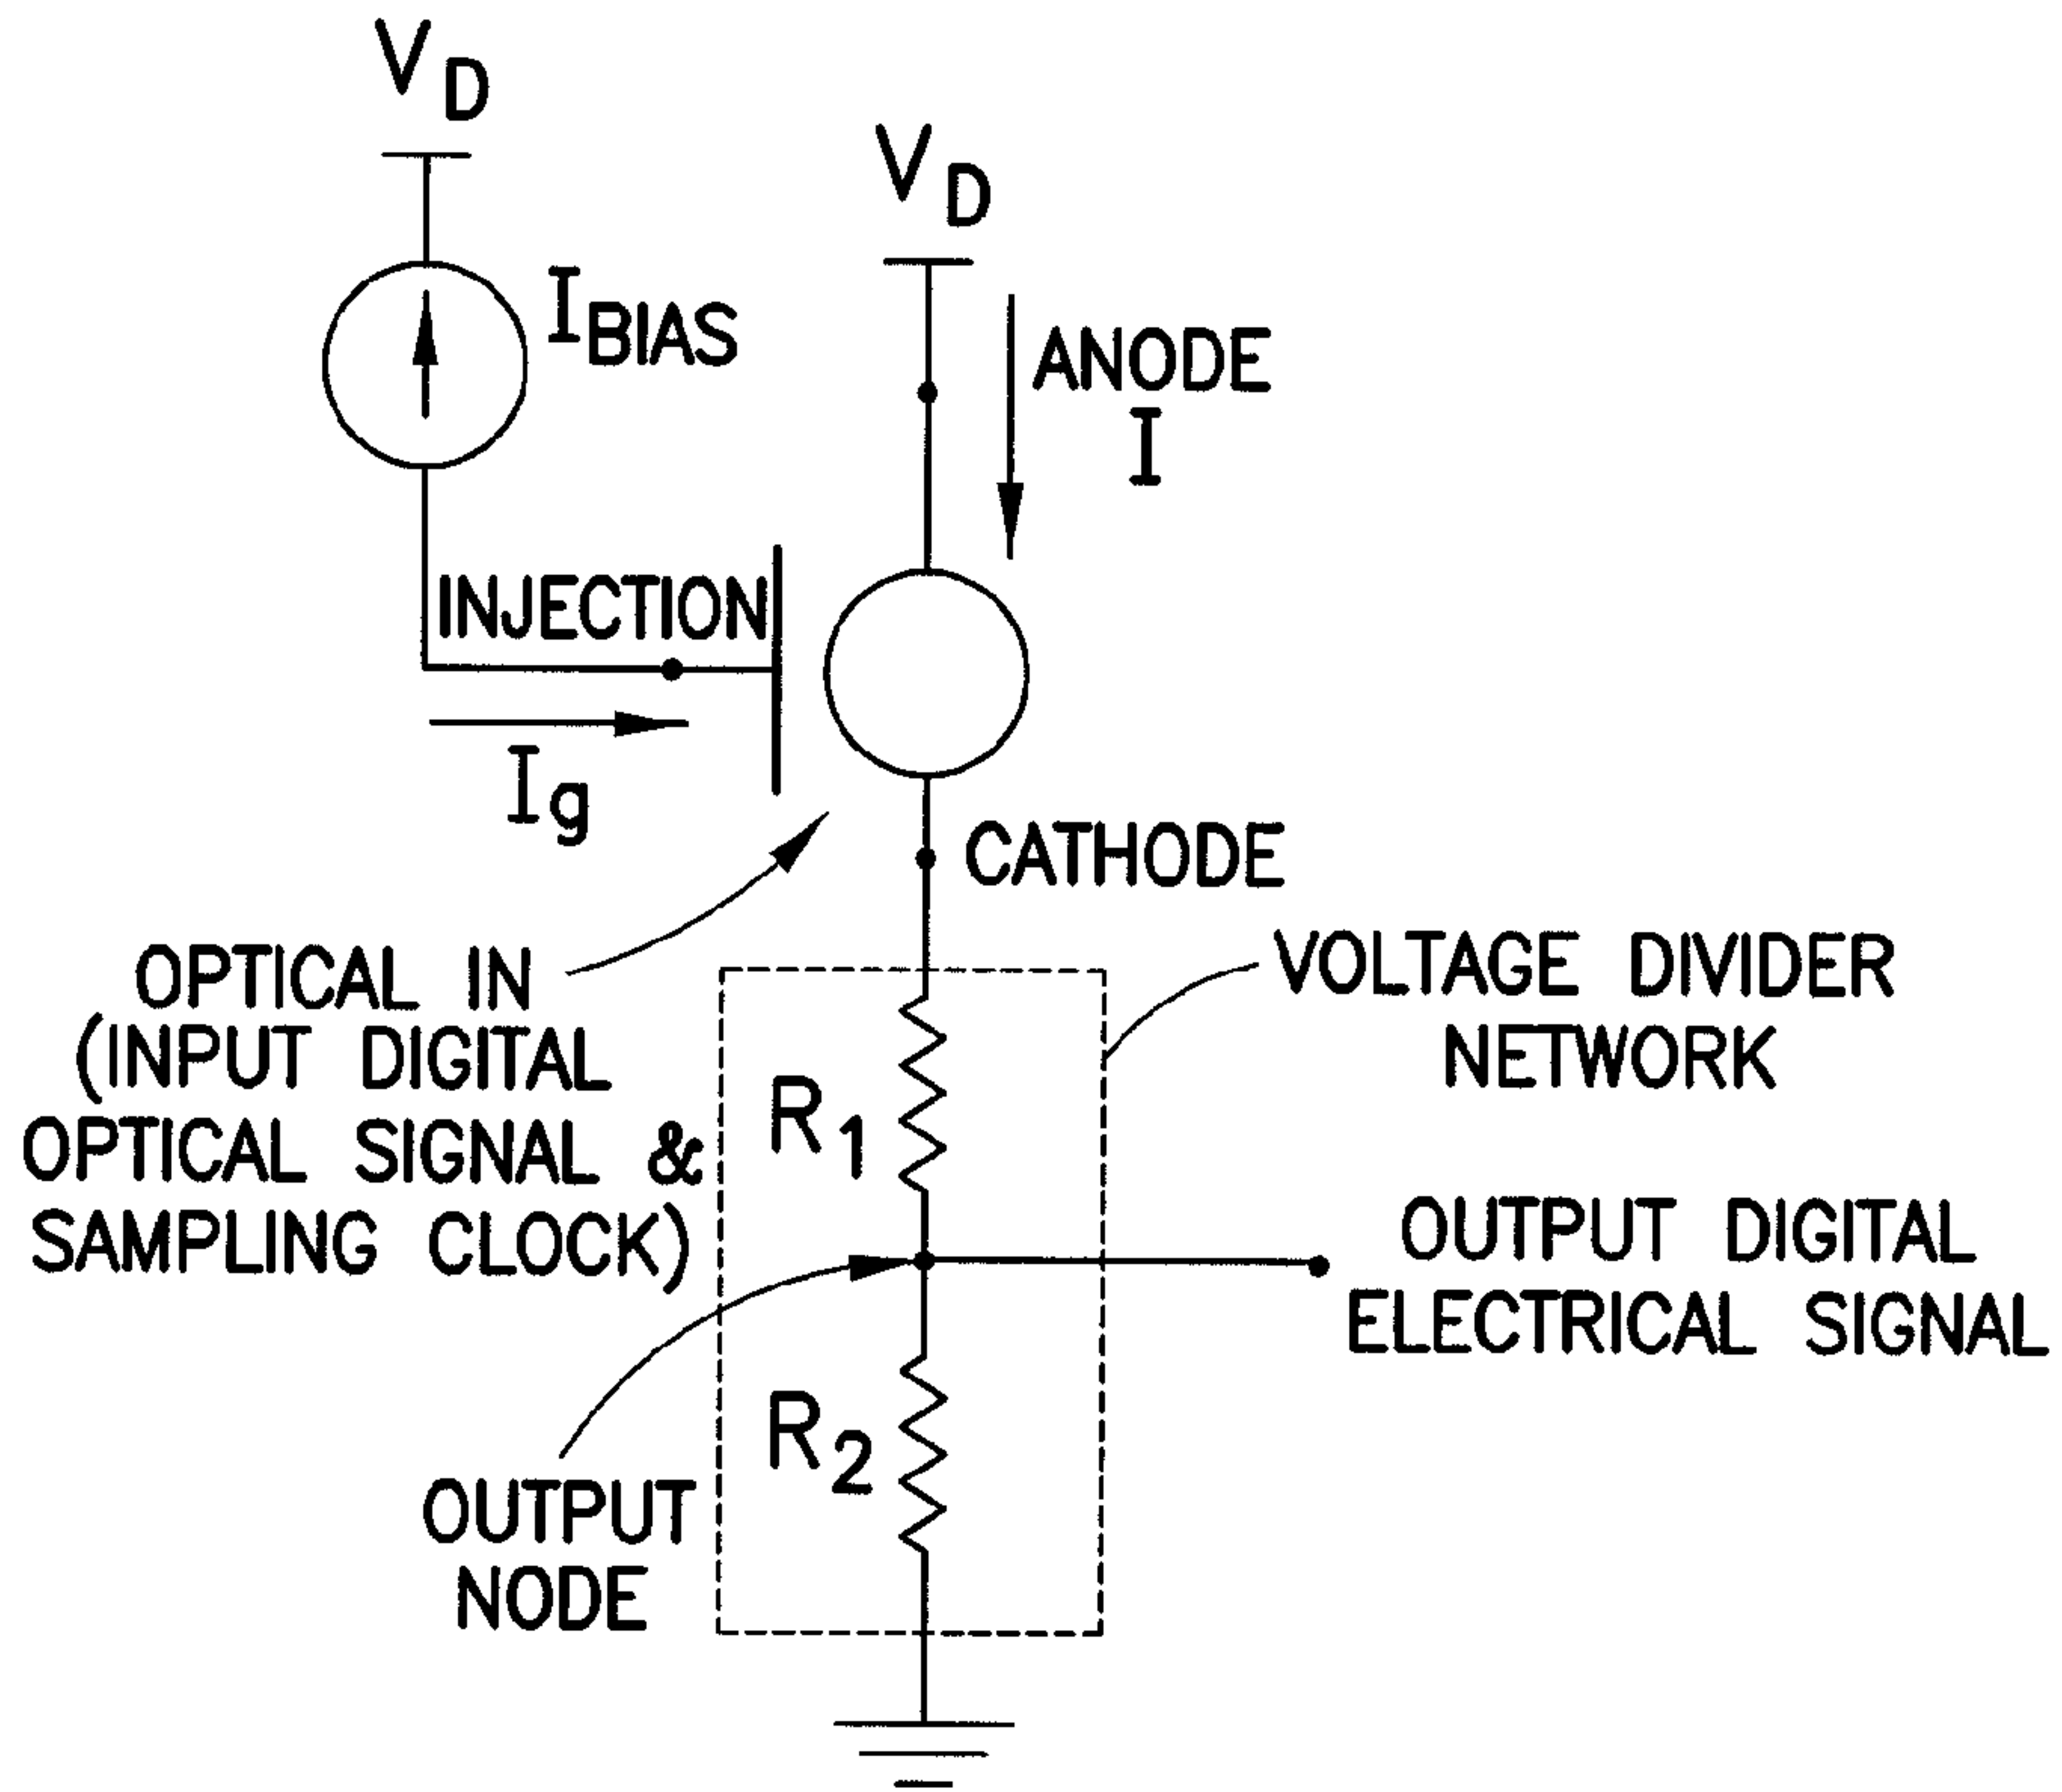 VD
IBIAS
VD
ANODE
I
INJECTION
Ig
CATHODE
OPTICAL IN
(INPUT DIGITAL
OPTICAL SIGNAL &
SAMPLING CLOCK)
VOLTAGE DIVIDER
NETWORK
R1
OUTPUT DIGITAL
ELECTRICAL SIGNAL
R2
OUTPUT
NODE